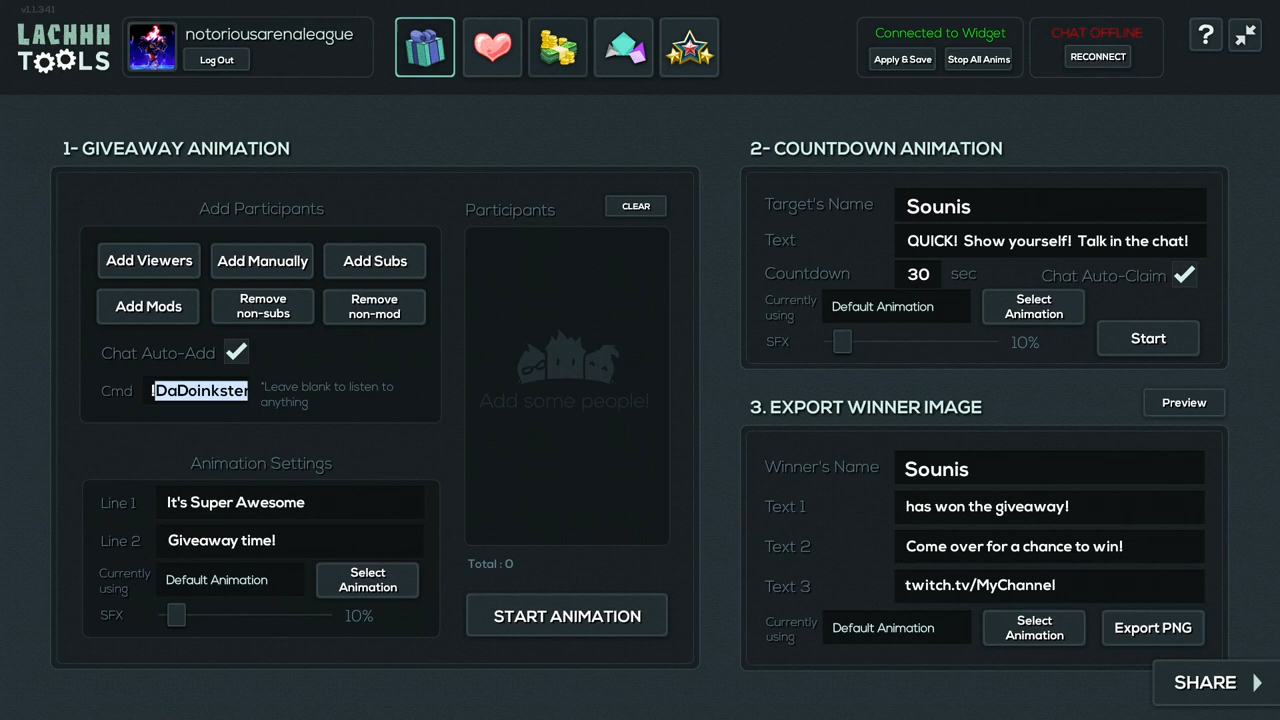 v1.1.341
LACHHH
TOOLS
notoriousarenaleague
Log Out
Connected to Widget
Apply & Save
Stop All Anims
CHAT OFFLINE
RECONNECT
?
1- GIVEAWAY ANIMATION
Add Participants
Add Viewers
Add Manually
Add Subs
Add Mods
Remove
non-subs
Remove
non-mod
Chat Auto-Add
Cmd
!DaDoinkster
*Leave blank to listen to
anything
Animation Settings
Line 1
It's Super Awesome
Line 2
Giveaway time!
Currently
using
Default Animation
Select
Animation
SFX
10%
Participants
CLEAR
Add some people!
Total : 0
START ANIMATION
2- COUNTDOWN ANIMATION
Target's Name
Sounis
Text
QUICK! Show yourself! Talk in the chat!
Countdown
30
sec
Chat Auto-Claim
Currently
using
Default Animation
Select
Animation
SFX
10%
Start
3. EXPORT WINNER IMAGE
Preview
Winner's Name
Sounis
Text 1
has won the giveaway!
Text 2
Come over for a chance to win!
Text 3
twitch.tv/MyChannel
Currently
using
Default Animation
Select
Animation
Export PNG
SHARE